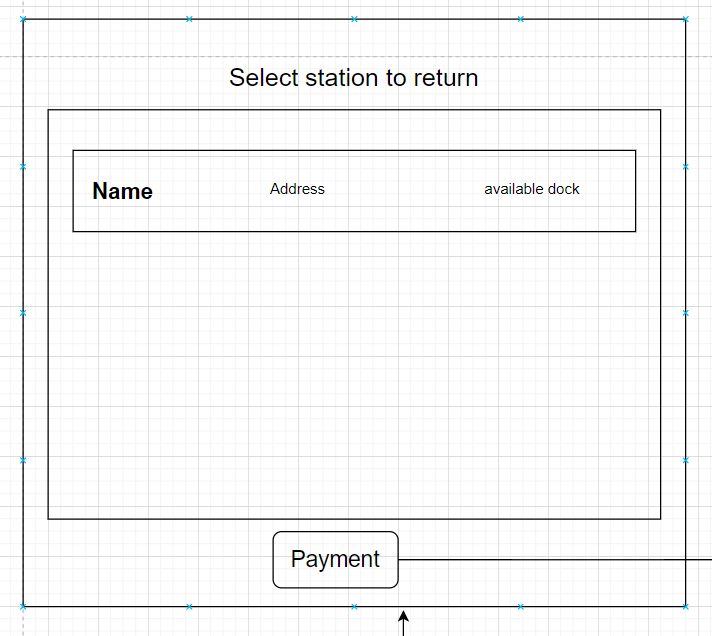 Select station to return
Name Address available dock
Payment